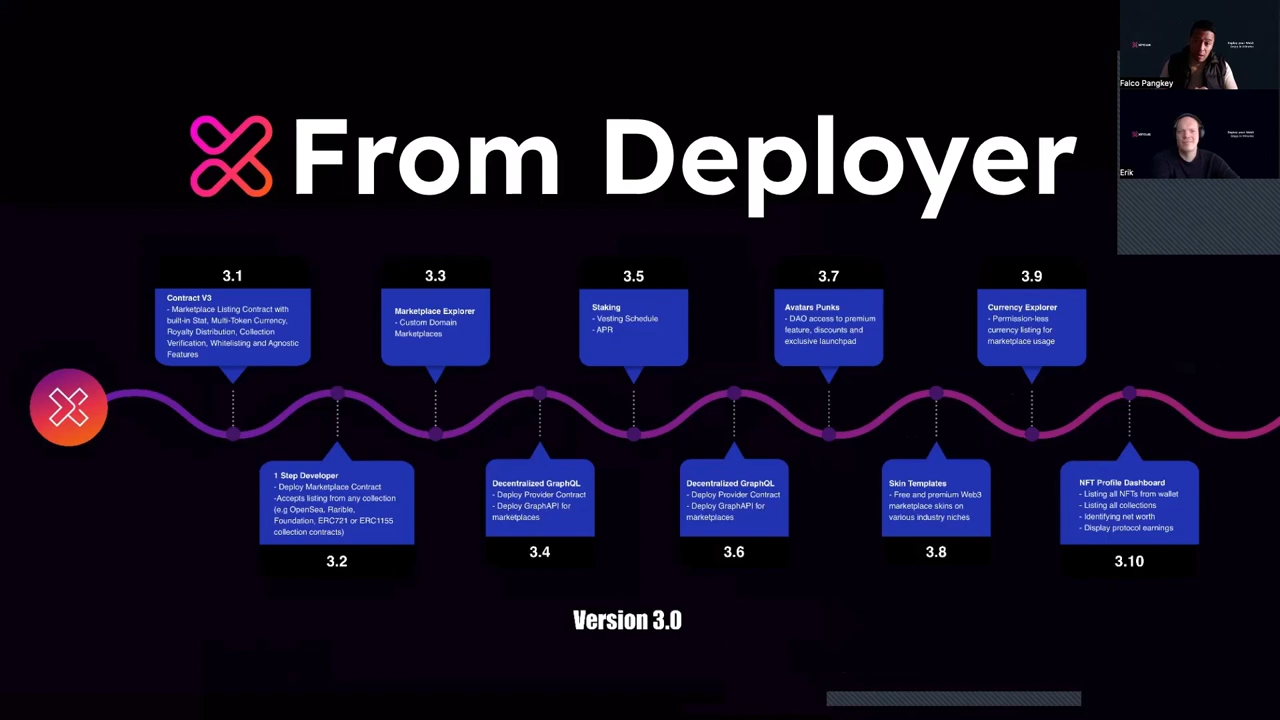 From Deployer
Falco Pangkey
Erik
3.1
Contract V3
- Marketplace Listing Contract with
built-in Stat, Multi-Token Currency,
Royalty Distribution, Collection
Verification, Whitelisting and Agnostic
Features
3.3
Marketplace Explorer
- Custom Domain
Marketplaces
3.5
Staking
- Vesting Schedule
- APR
3.7
Avatars Punks
- DAO access to premium
feature, discounts and
exclusive launchpad
3.9
Currency Explorer
- Permission-less
currency listing for
marketplace usage
1 Step Developer
- Deploy Marketplace Contract
-Accepts listing from any collection
(e.g OpenSea, Rarible,
Foundation, ERC721 or ERC1155
collection contracts)
3.2
Decentralized GraphQL
- Deploy Provider Contract
- Deploy GraphAPI for
marketplaces
3.4
Decentralized GraphQL
- Deploy Provider Contract
- Deploy GraphAPI for
marketplaces
3.6
Skin Templates
- Free and premium Web3
marketplace skins on
various industry niches
3.8
NFT Profile Dashboard
- Listing all NFTs from wallet
- Listing all collections
- Identifying net worth
- Display protocol earnings
3.10
Version 3.0